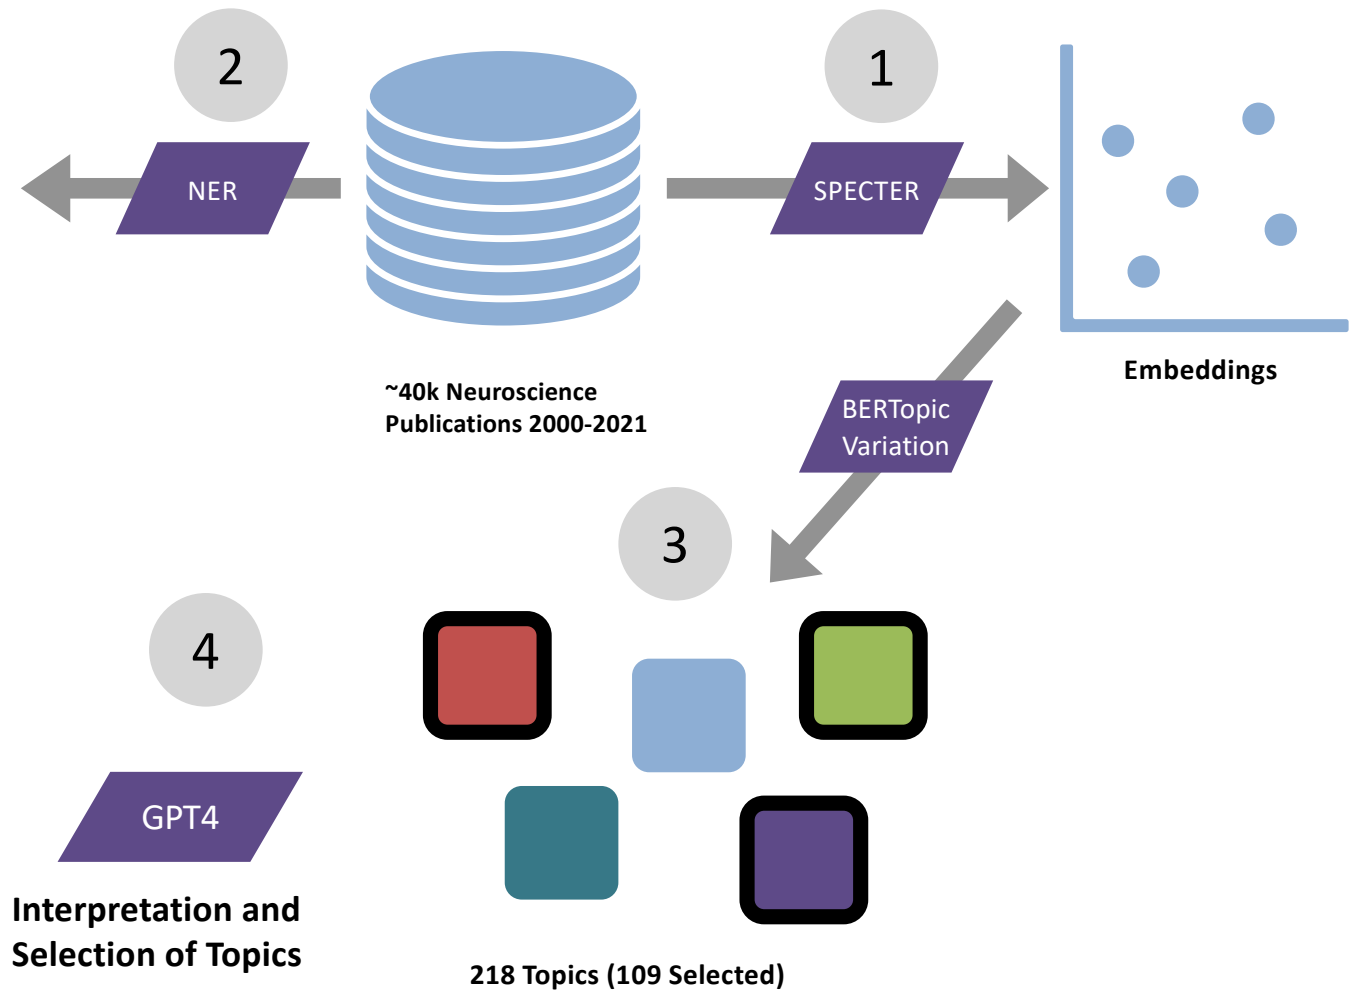 2
1
NER
SPECTER
~40k Neuroscience
Publications 2000-2021
Embeddings
BERTopic
Variation
3
4
GPT4
Interpretation and
Selection of Topics
218 Topics (109 Selected)